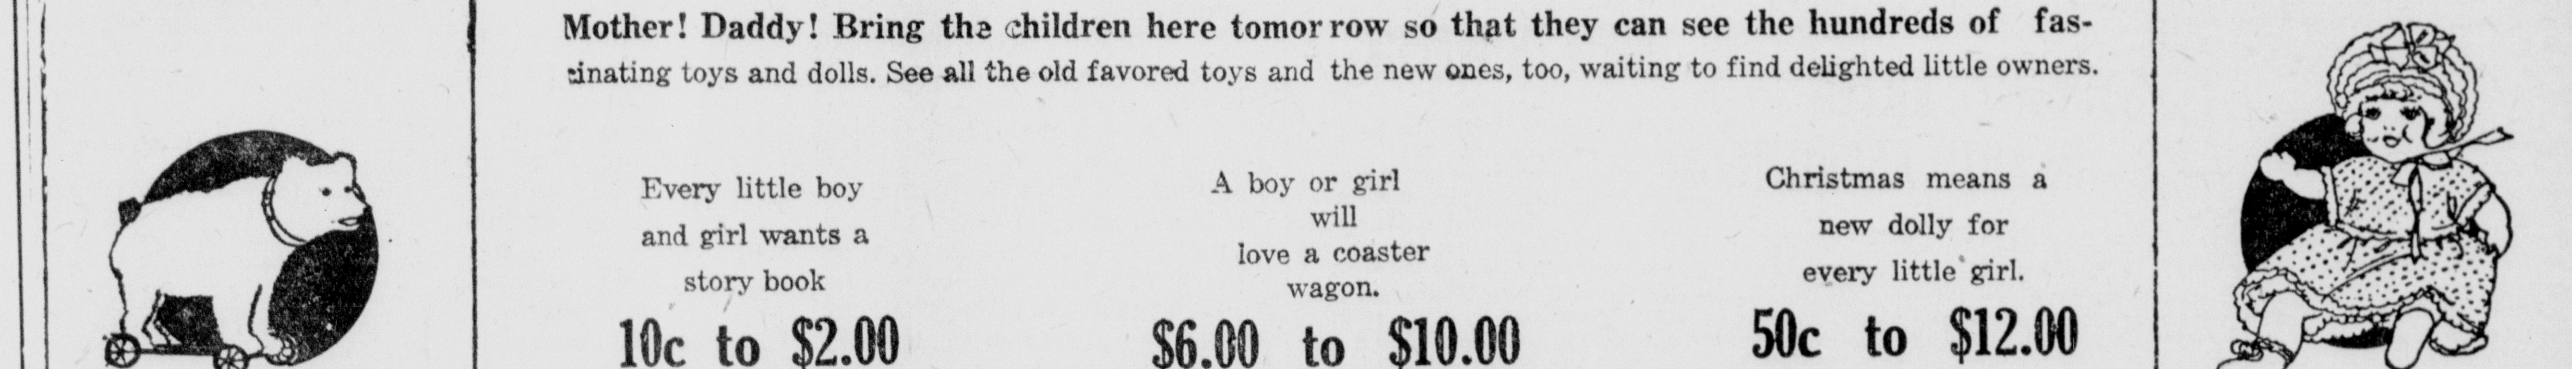 Mother! Daddy! Bring the children here tomorrow so that they can see the hundreds of fas-
cinating toys and dolls. See all the old favored toys and the new ones, too, waiting to find delighted little owners.
Every little boy
and girl wants a
story book
10c to $2.00
A boy or girl
will
love a coaster
wagon.
$6.00 to $10.00
Christmas means a
new dolly for
every little girl.
50c to $12.00